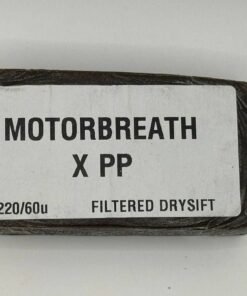 MOTORBREATH
X PP
220/60u FILTERED DRYSIFT